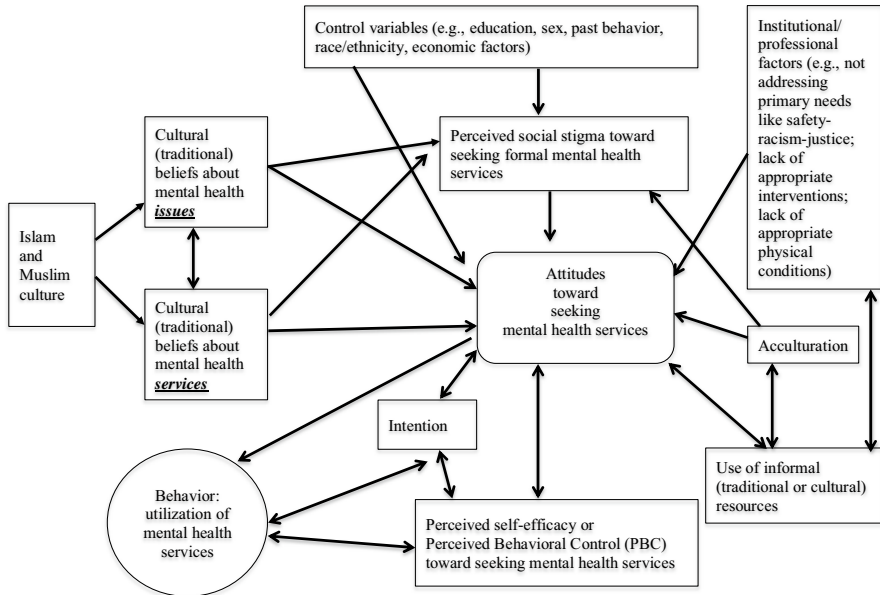 Control variables (e.g., education, sex, past behavior,
race/ethnicity, economic factors)
Institutional/
professional
factors (e.g., not
addressing
primary needs
like safety-
racism-justice;
lack of
appropriate
interventions;
lack of
appropriate
physical
conditions)
Cultural
(traditional)
beliefs about
mental health
issues
Perceived social stigma toward
seeking formal mental health
services
Islam
and
Muslim
culture
Cultural
(traditional)
beliefs about
mental health
services
Attitudes
toward
seeking
mental health services
Acculturation
Intention
Use of informal
(traditional or cultural)
resources
Behavior:
utilization of
mental health
services
Perceived self-efficacy or
Perceived Behavioral Control (PBC)
toward seeking mental health services